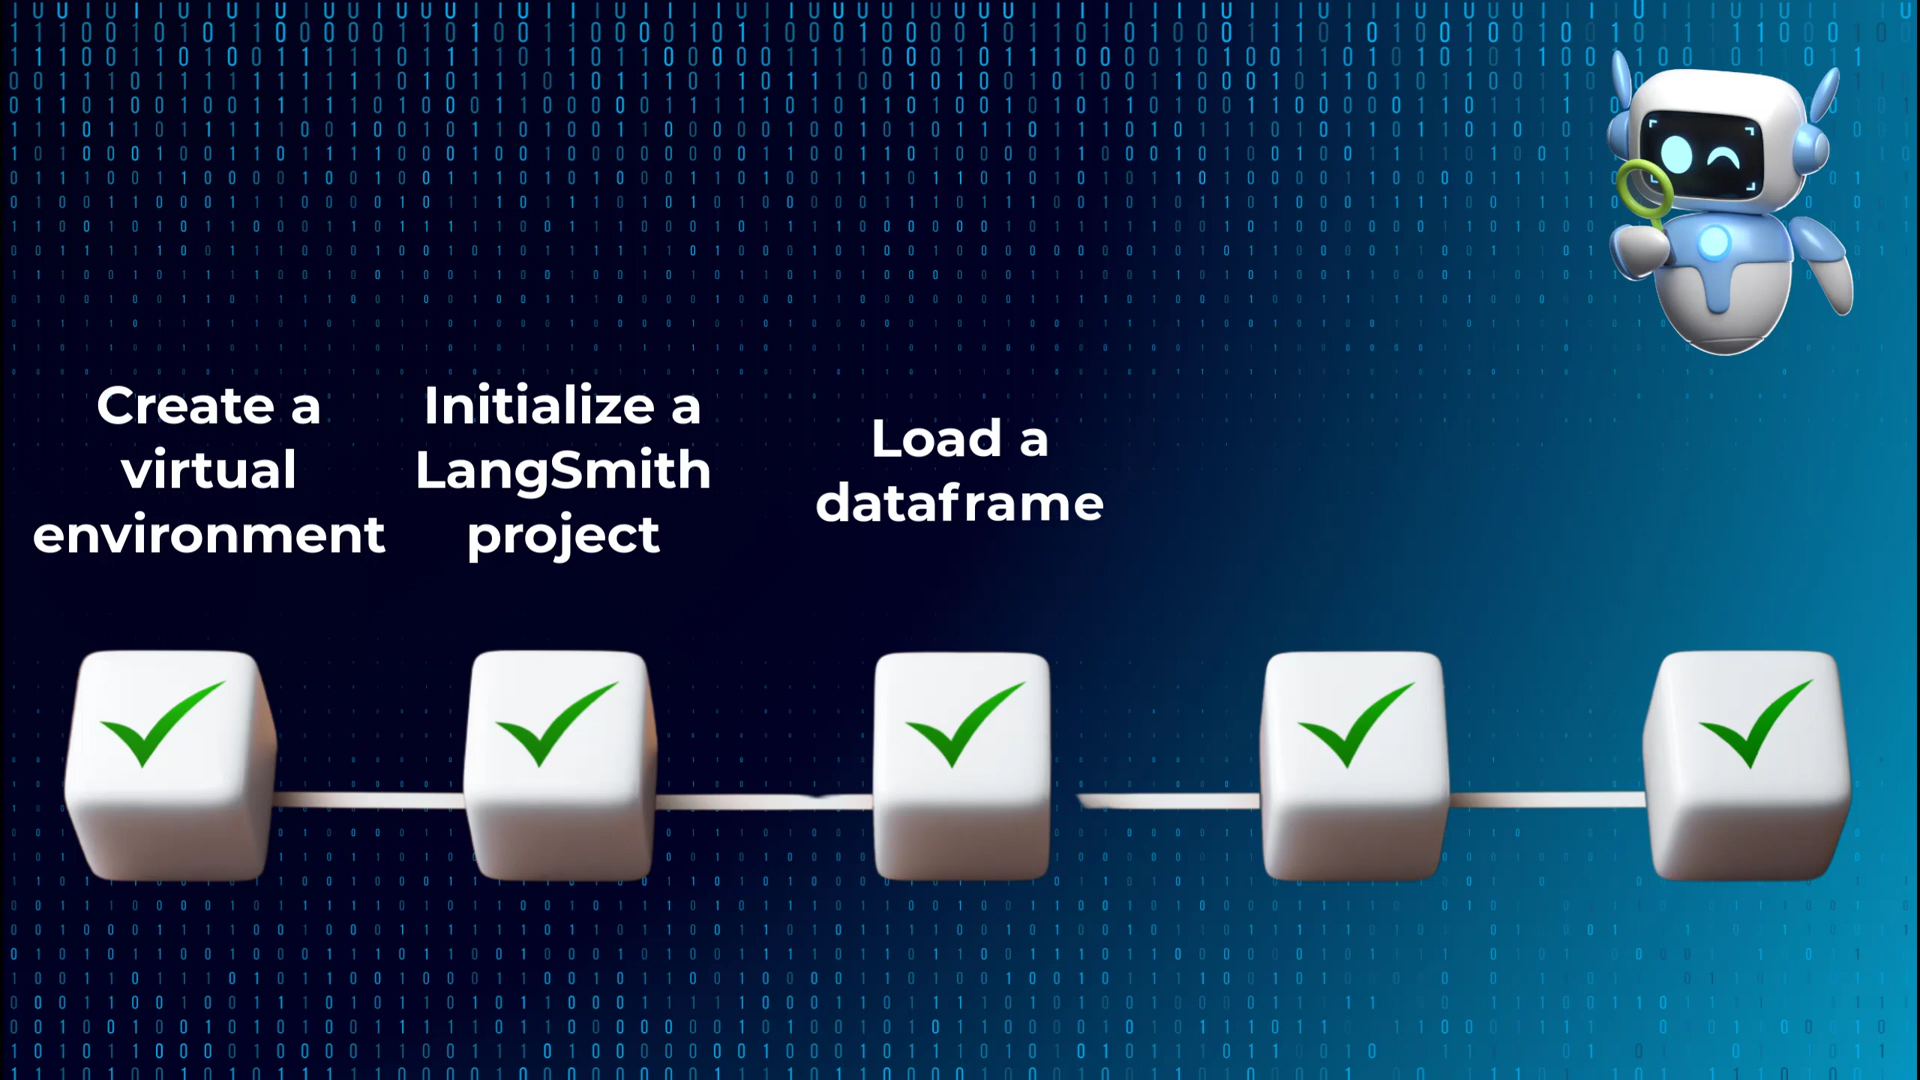 Create a
virtual
environment
Initialize a
LangSmith
project
Load a
dataframe